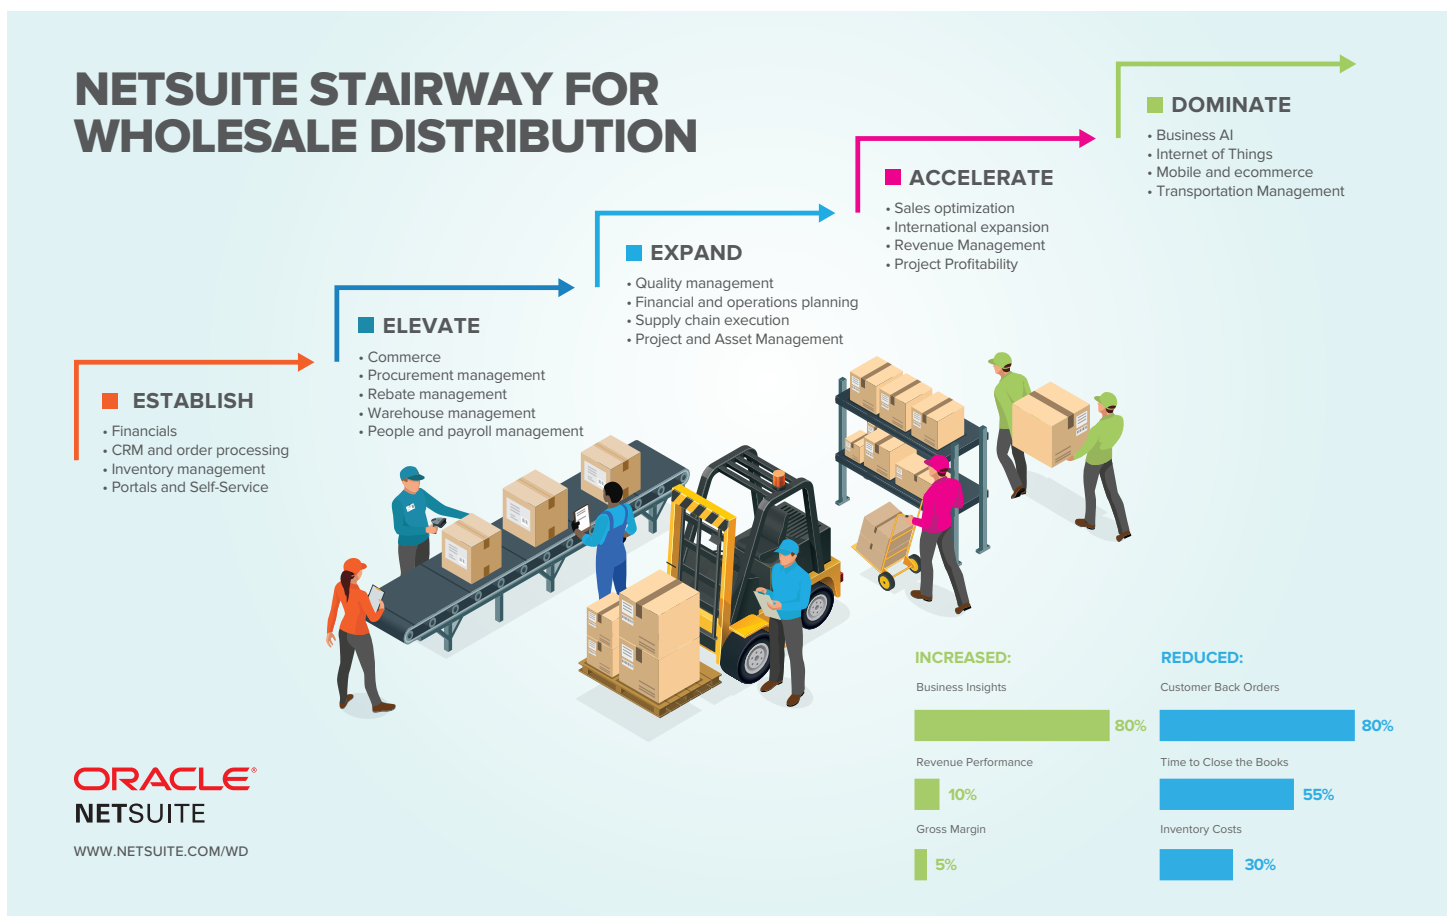 NETSUITE STAIRWAY FOR
WHOLESALE DISTRIBUTION
ESTABLISH
• Financials
• CRM and order processing
• Inventory management
• Portals and Self-Service
ELEVATE
• Commerce
• Procurement management
• Rebate management
• Warehouse management
• People and payroll management
EXPAND
• Quality management
• Financial and operations planning
• Supply chain execution
• Project and Asset Management
ACCELERATE
• Sales optimization
• International expansion
• Revenue Management
• Project Profitability
DOMINATE
• Business AI
• Internet of Things
• Mobile and ecommerce
• Transportation Management
INCREASED:
Business Insights
80%
Revenue Performance
10%
Gross Margin
5%
REDUCED:
Customer Back Orders
80%
Time to Close the Books
55%
Inventory Costs
30%
ORACLE®
NETSUITE
WWW.NETSUITE.COM/WD